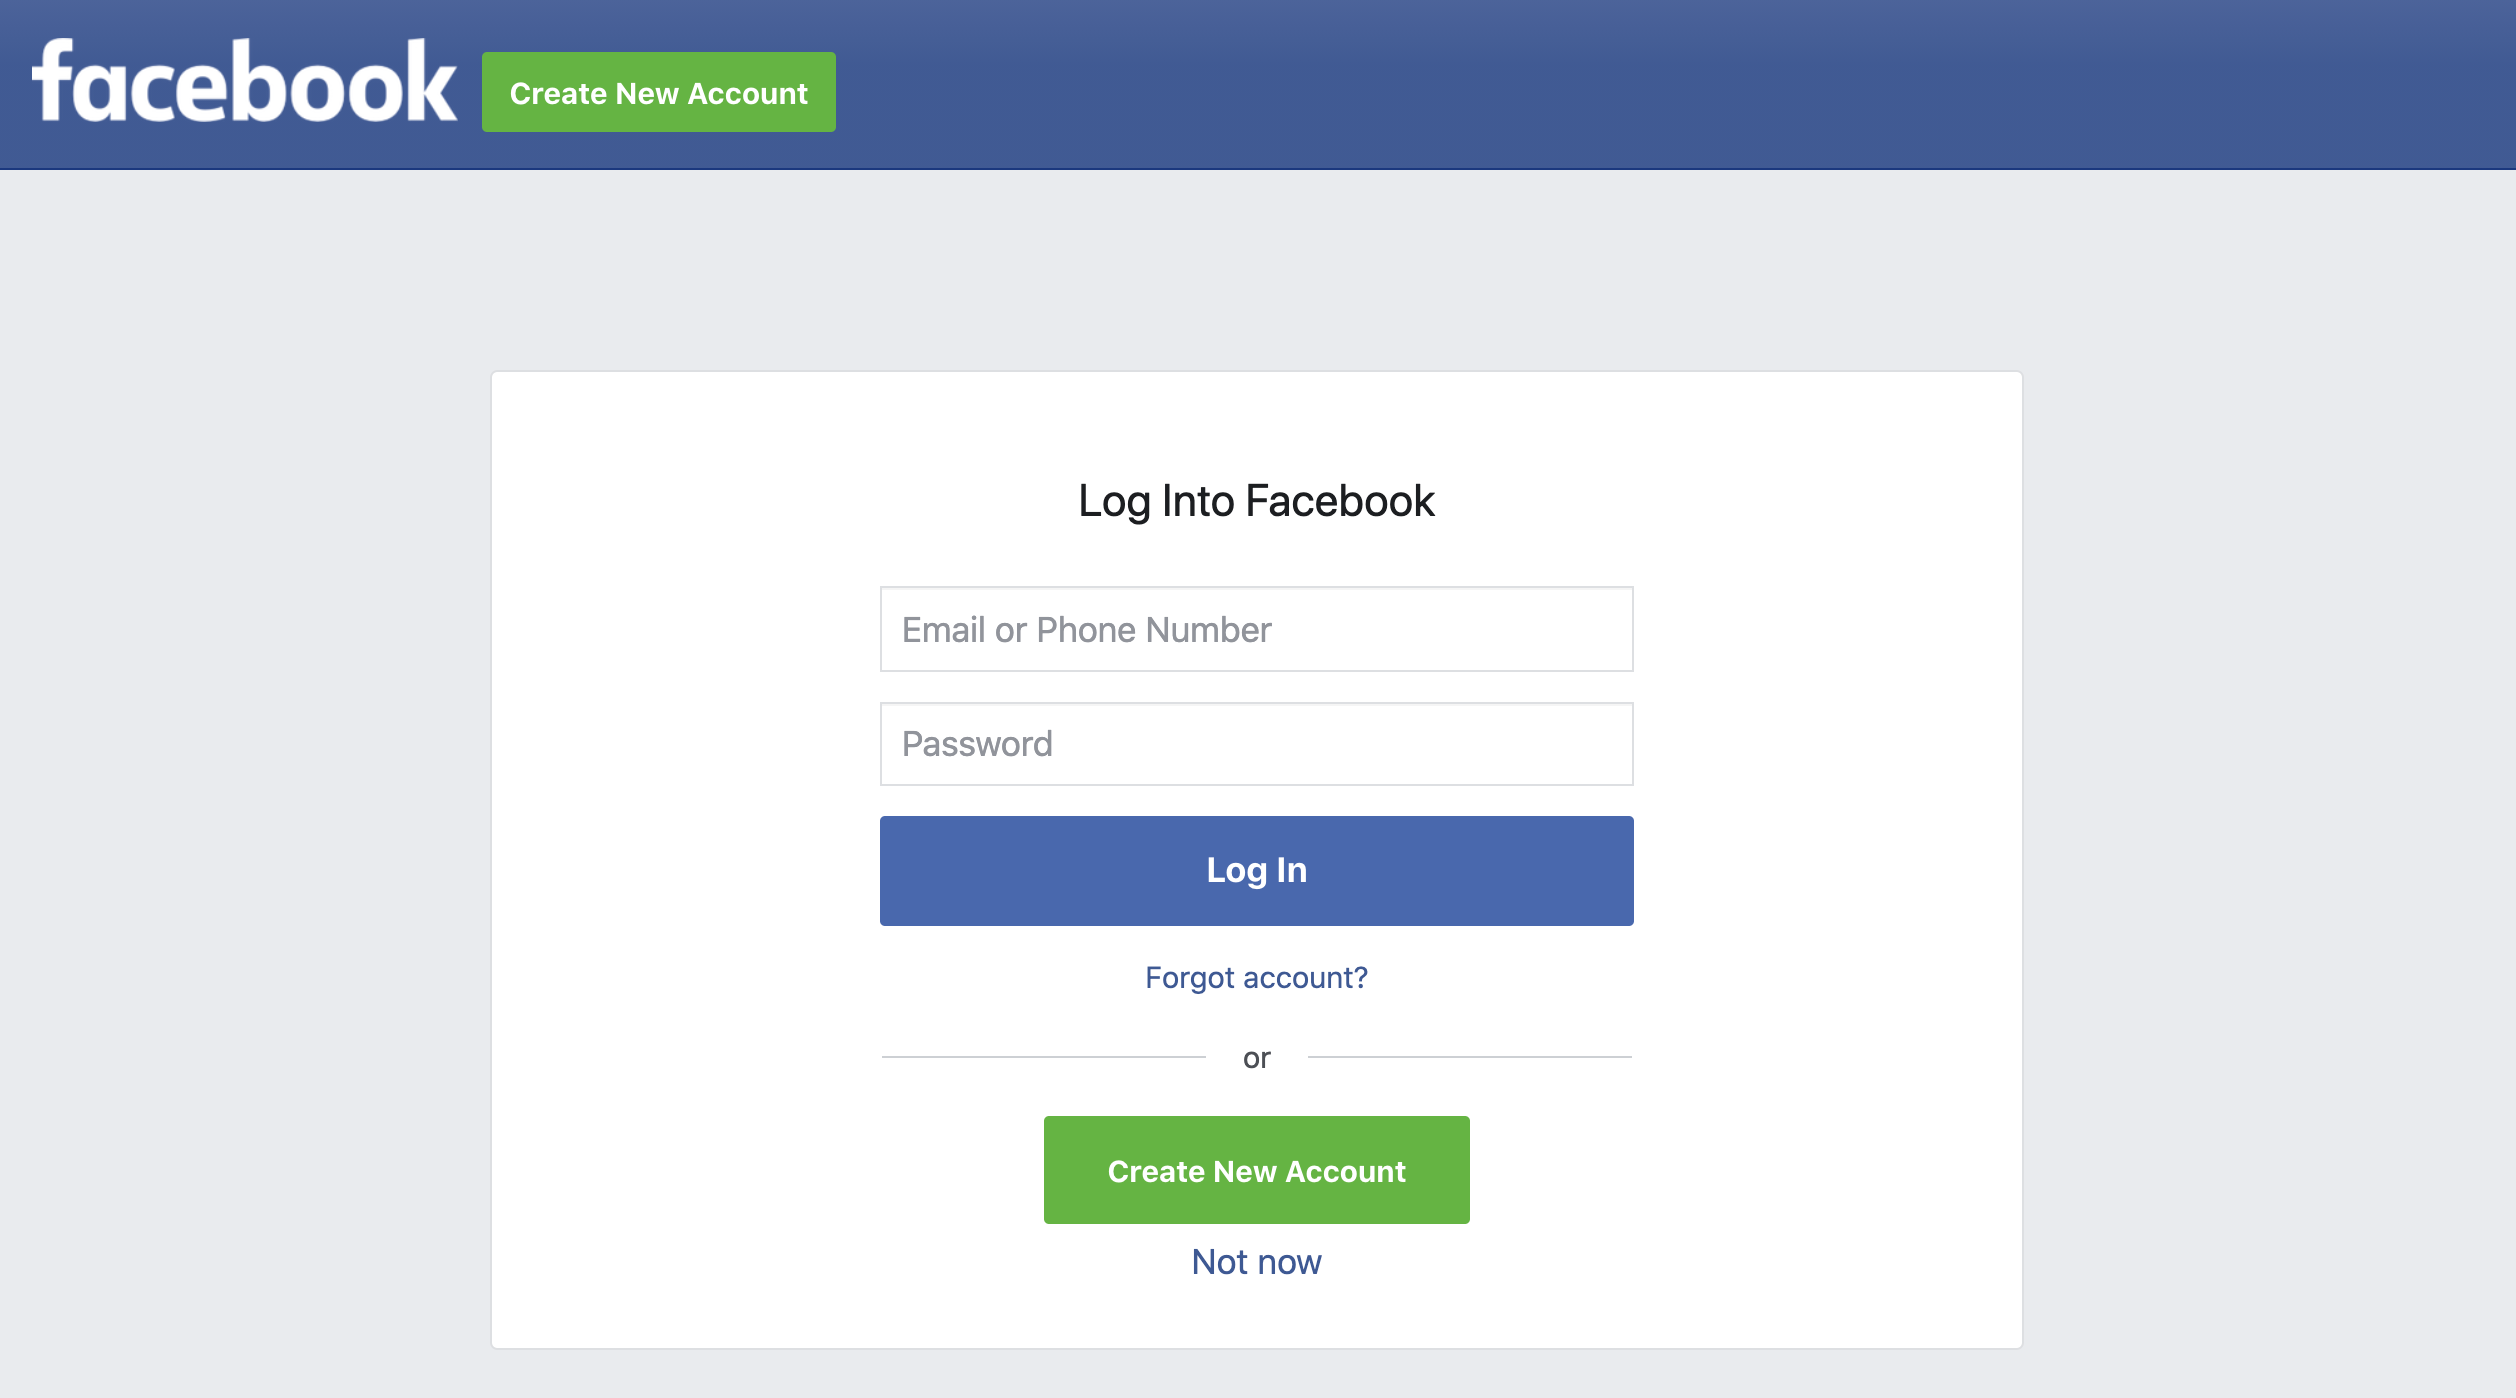 facebook
Create New Account
Log Into Facebook
Email or Phone Number
Password
Log In
Forgot account?
or
Create New Account
Not now